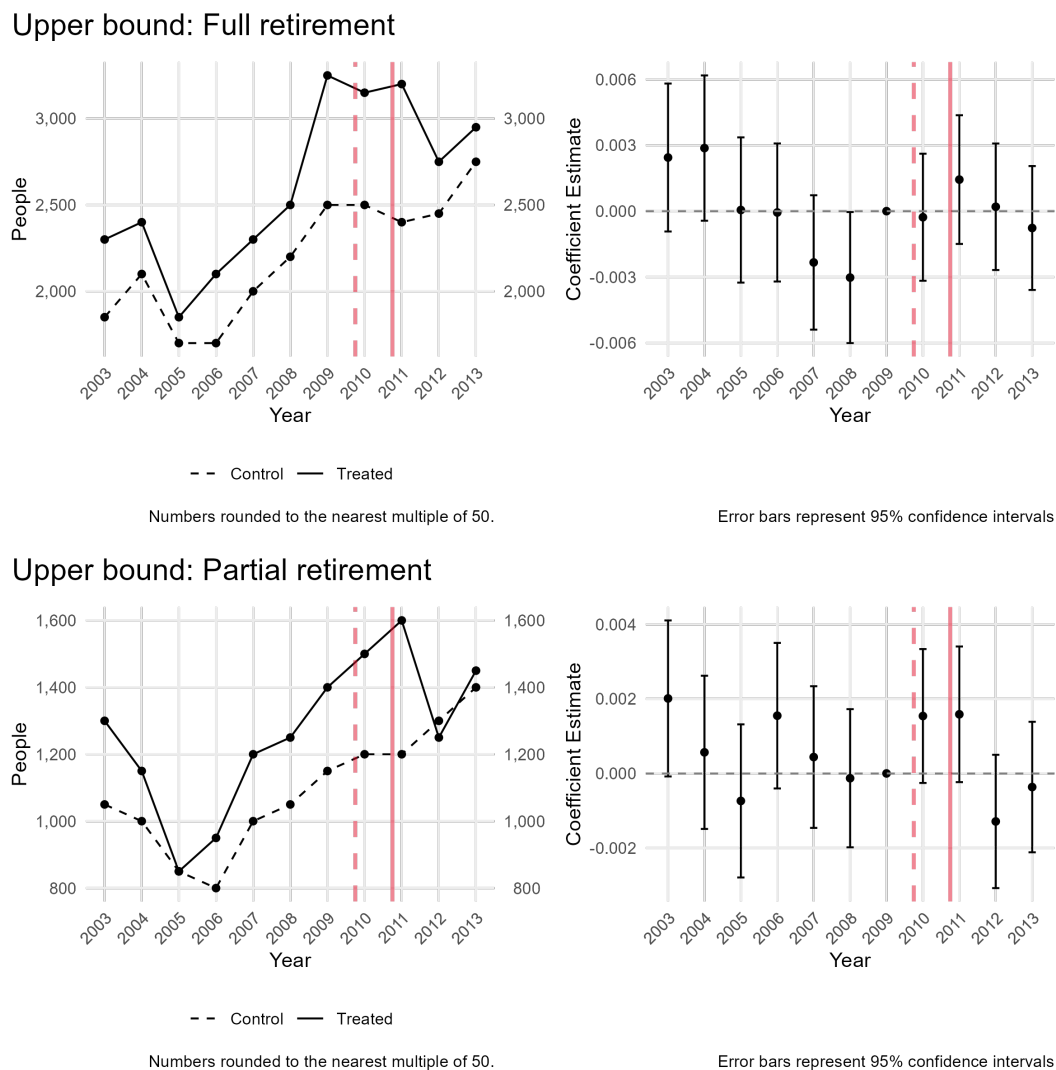 Upper bound: Full retirement
People
3,000
2,500
2,000
3,000
2,500
2,000
2003 2004 2005 2006 2007 2008 2009 2010 2011 2012 2013
Year
Control Treated
Numbers rounded to the nearest multiple of 50.
Coefficient Estimate
0.006
0.003
0.000
-0.003
-0.006
2003 2004 2005 2006 2007 2008 2009 2010 2011 2012 2013
Year
Error bars represent 95% confidence intervals
Upper bound: Partial retirement
People
1,600
1,400
1,200
1,000
800
1,600
1,400
1,200
1,000
800
2003 2004 2005 2006 2007 2008 2009 2010 2011 2012 2013
Year
Control Treated
Numbers rounded to the nearest multiple of 50.
Coefficient Estimate
0.004
0.002
0.000
-0.002
2003 2004 2005 2006 2007 2008 2009 2010 2011 2012 2013
Year
Error bars represent 95% confidence intervals